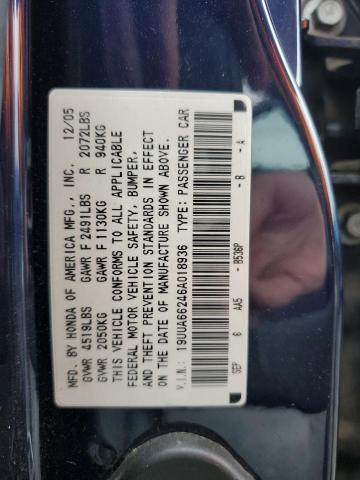 MFD. BY HONDA OF AMERICA MFG., INC. 12/05
GVWR 4519LBS GAWR F 2491LBS R 2072LBS
GVWR 2050KG GAWR F 1130KG R 940KG
THIS VEHICLE CONFORMS TO ALL APPLICABLE
FEDERAL MOTOR VEHICLE SAFETY, BUMPER,
AND THEFT PREVENTION STANDARDS IN EFFECT
ON THE DATE OF MANUFACTURE SHOWN ABOVE.
V.I.N.: 19UUA66246A018936 TYPE: PASSENGER CAR
SEP 6 AA5 - B536P - B - A